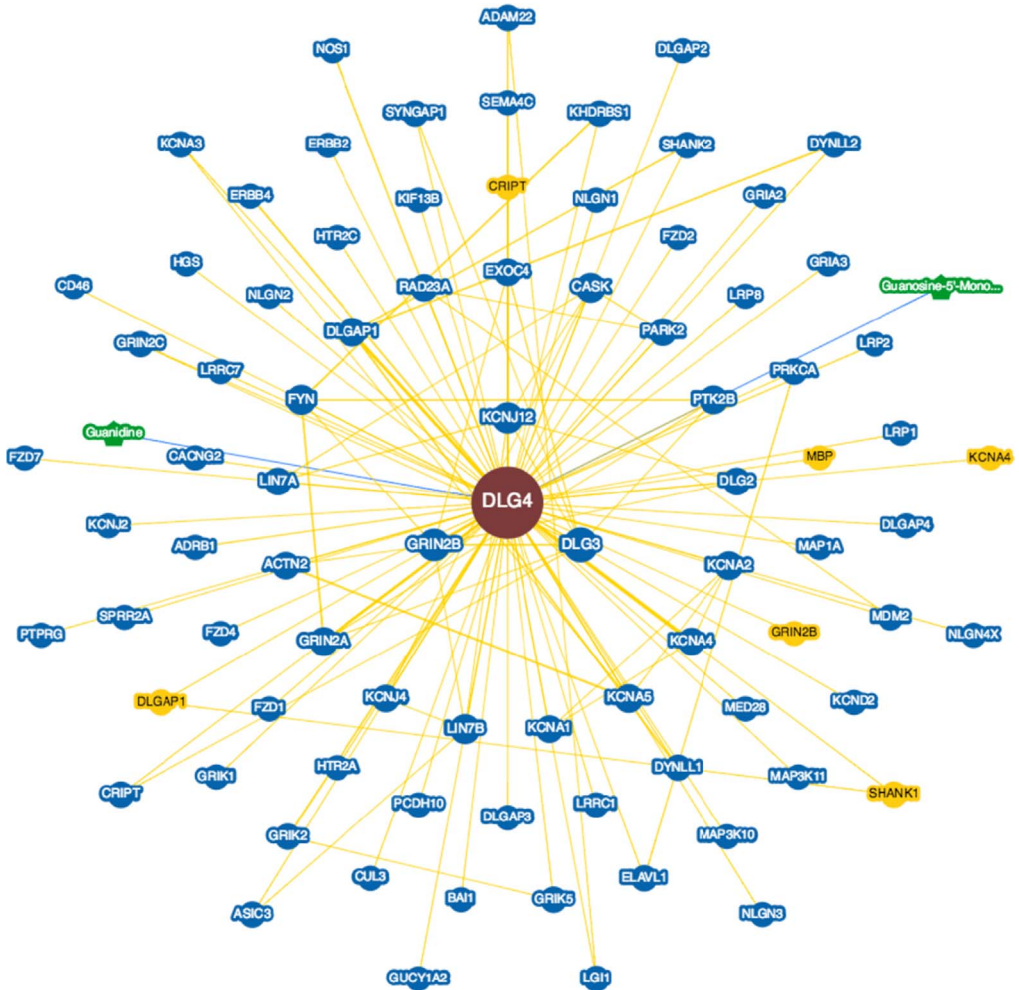 ADAM22
NOS1
DLGAP2
SEMA4C
SYNGAP1
KHDRBS1
KCNA3
ERBB2
SHANK2
DYNLL2
CRIPT
ERBB4
KIF13B
NLGN1
GRIA2
HTR2C
FZD2
HGS
EXOC4
GRIA3
CD46
NLGN2
RAD23A
CASK
LRP8
Guanosine-5'-Mono...
DLGAP1
PARK2
GRIN2C
LRP2
LRRC7
PRKCA
FYN
PTK2B
KCNJ12
Guanidine
LRP1
FZD7
CACNG2
MBP
KCNA4
LIN7A
DLG2
DLG4
KCNJ2
DLGAP4
ADRB1
GRIN2B
DLG3
MAP1A
ACTN2
KCNA2
SPRR2A
MDM2
PTPRG
FZD4
GRIN2A
KCNA4
GRIN2B
NLGN4X
DLGAP1
KCNJ4
KCNA5
KCND2
FZD1
MED28
LIN7B
KCNA1
HTR2A
DYNLL1
GRIK1
MAP3K11
CRIPT
SHANK1
PCDH10
LRRC1
DLGAP3
GRIK2
MAP3K10
CUL3
ELAVL1
BAI1
GRIK5
ASIC3
NLGN3
GUCY1A2
LGI1